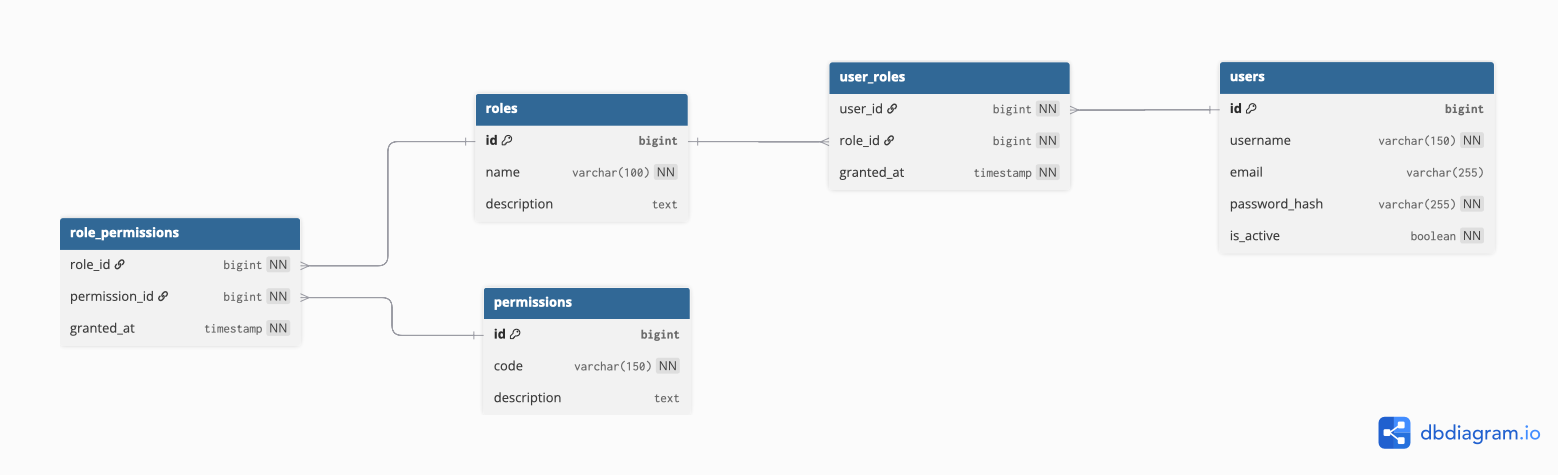 role_permissions
role_id bigint NN
permission_id bigint NN
granted_at timestamp NN
roles
id bigint
name varchar(100) NN
description text
permissions
id bigint
code varchar(150) NN
description text
user_roles
user_id bigint NN
role_id bigint NN
granted_at timestamp NN
users
id bigint
username varchar(150) NN
email varchar(255)
password_hash varchar(255) NN
is_active boolean NN
dbdiagram.io